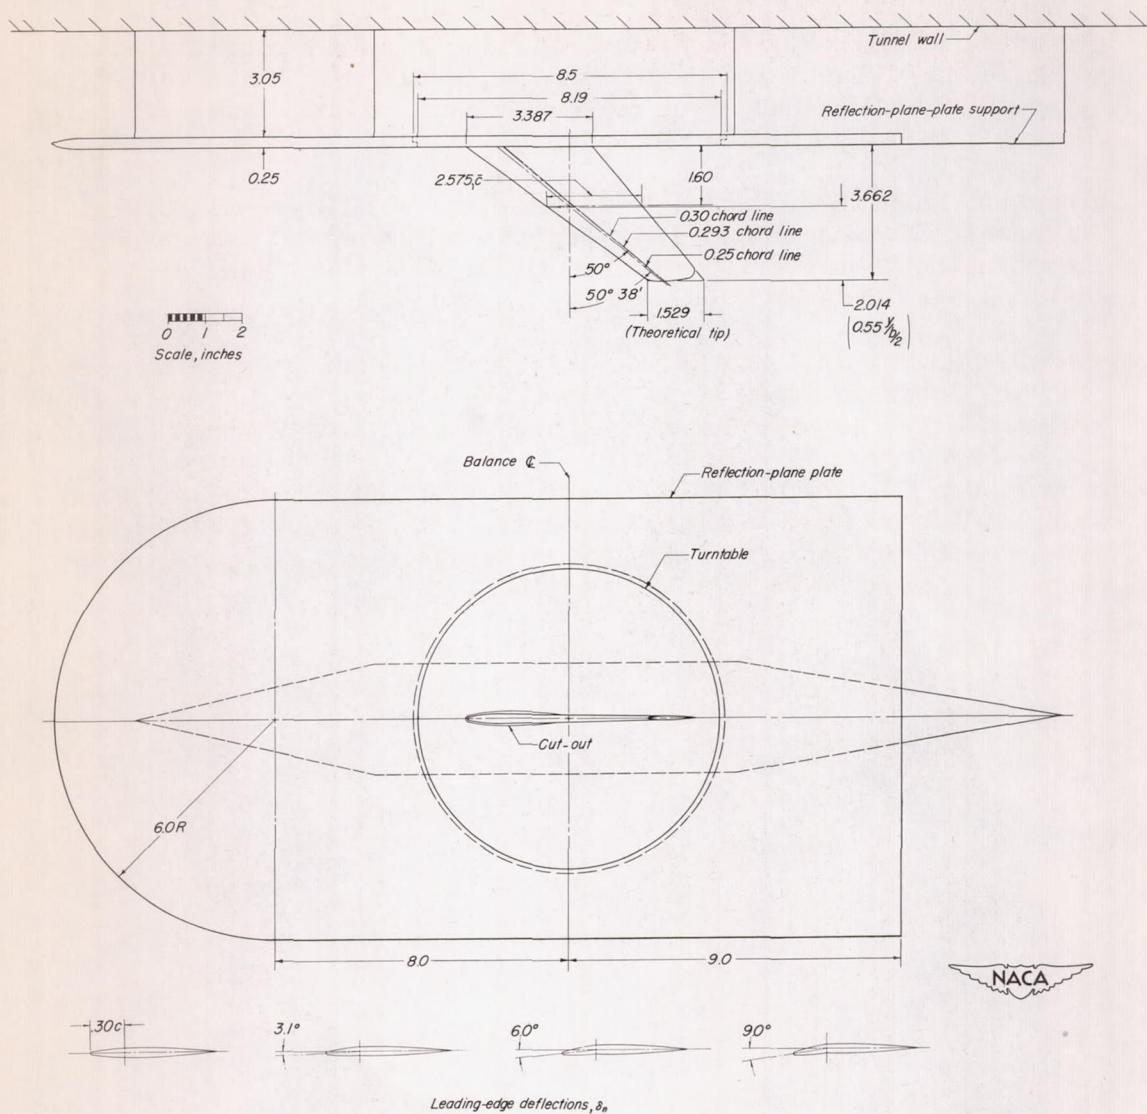 Tunnel wall
8.5
3.05
8.19
Reflection-plane-plate support
3.387
0.25
2.575, c̄
1.60
3.662
0.30 chord line
0.293 chord line
0.25 chord line
50°
50° 38'
2.014
(0.55 y/b/2)
1.529
(Theoretical tip)
0 1 2
Scale, inches
Balance ℄
Reflection-plane plate
Turntable
Cut-out
6.0R
8.0
9.0
NACA
.30c
3.1°
6.0°
9.0°
Leading-edge deflections, δₙ